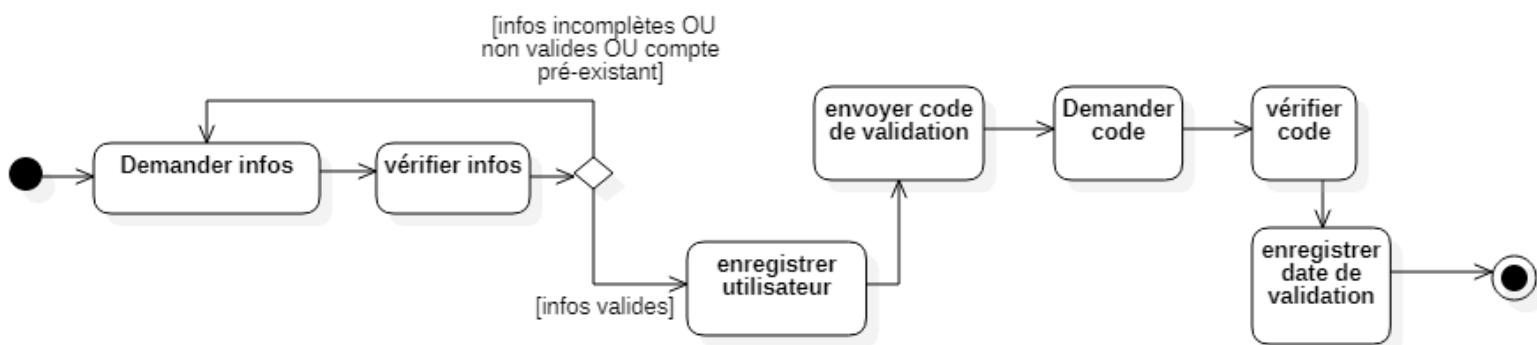 [infos incomplètes OU
non valides OU compte
pré-existant]
Demander infos
vérifier infos
[infos valides]
enregistrer
utilisateur
envoyer code
de validation
Demander
code
vérifier
code
enregistrer
date de
validation